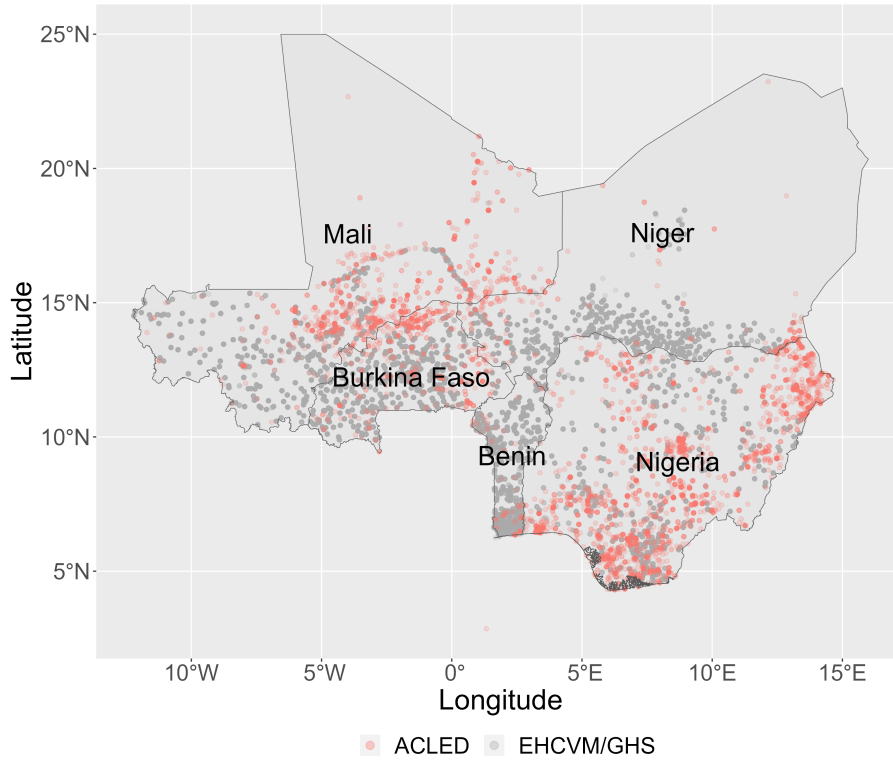 25°N
20°N
15°N
10°N
5°N
Latitude
Mali
Niger
Burkina Faso
Benin
Nigeria
10°W
5°W
0°
5°E
10°E
15°E
Longitude
ACLED
EHCVM/GHS